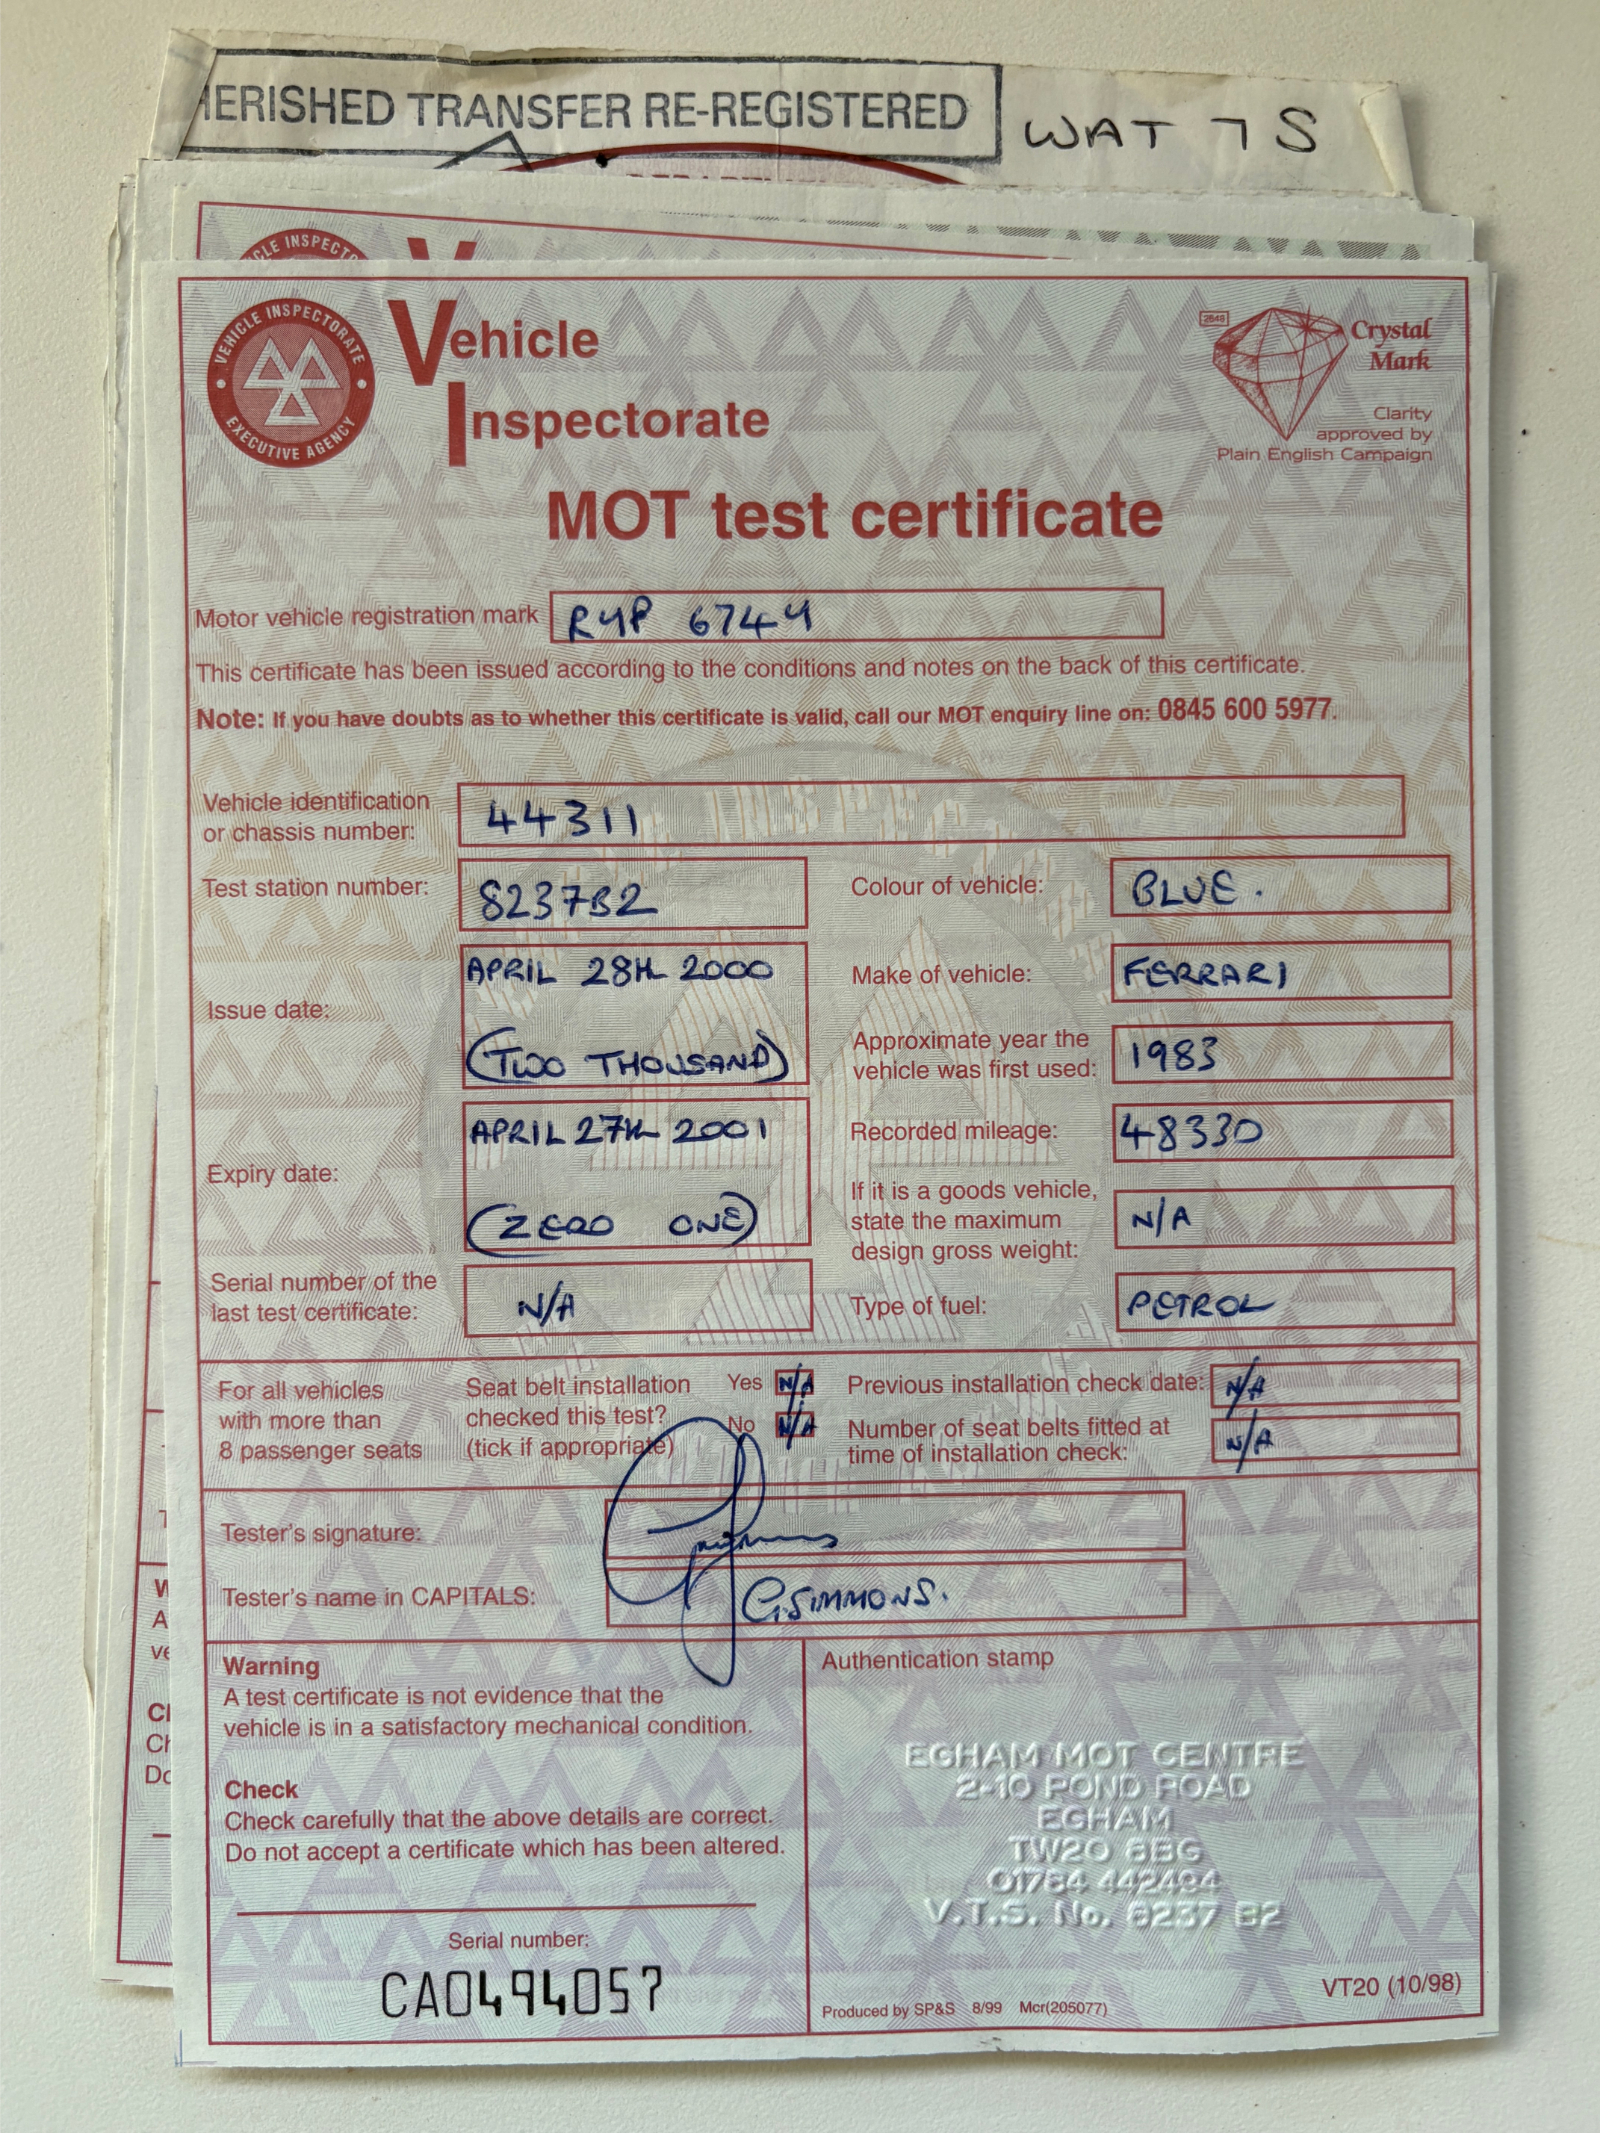 HERISHED TRANSFER RE-REGISTERED WAT 7 S
VEHICLE INSPECTORATE
EXECUTIVE AGENCY
Vehicle
Inspectorate
2646
Crystal
Mark
Clarity
approved by
Plain English Campaign
MOT test certificate
Motor vehicle registration mark RYP 674Y
This certificate has been issued according to the conditions and notes on the back of this certificate.
Note: If you have doubts as to whether this certificate is valid, call our MOT enquiry line on: 0845 600 5977.
Vehicle identification
or chassis number: 44311
Test station number: 8237B2
Colour of vehicle: BLUE.
Issue date: APRIL 28th 2000
(TWO THOUSAND)
Make of vehicle: FERRARI
Approximate year the
vehicle was first used: 1983
Expiry date: APRIL 27th 2001
(ZERO ONE)
Recorded mileage: 48330
If it is a goods vehicle,
state the maximum
design gross weight: N/A
Serial number of the
last test certificate: N/A
Type of fuel: PETROL
For all vehicles
with more than
8 passenger seats
Seat belt installation
checked this test?
(tick if appropriate)
Yes N/A
No N/A
Previous installation check date: N/A
Number of seat belts fitted at
time of installation check: N/A
Tester's signature:
Tester's name in CAPITALS: G.SIMMONS.
Warning
A test certificate is not evidence that the
vehicle is in a satisfactory mechanical condition.
Check
Check carefully that the above details are correct.
Do not accept a certificate which has been altered.
Serial number:
CA0494057
Authentication stamp
EGHAM MOT CENTRE
2-10 POND ROAD
EGHAM
TW20 8BG
01784 442494
V.T.S. No. 8237 B2
Produced by SP&S 8/99 Mcr(205077)
VT20 (10/98)